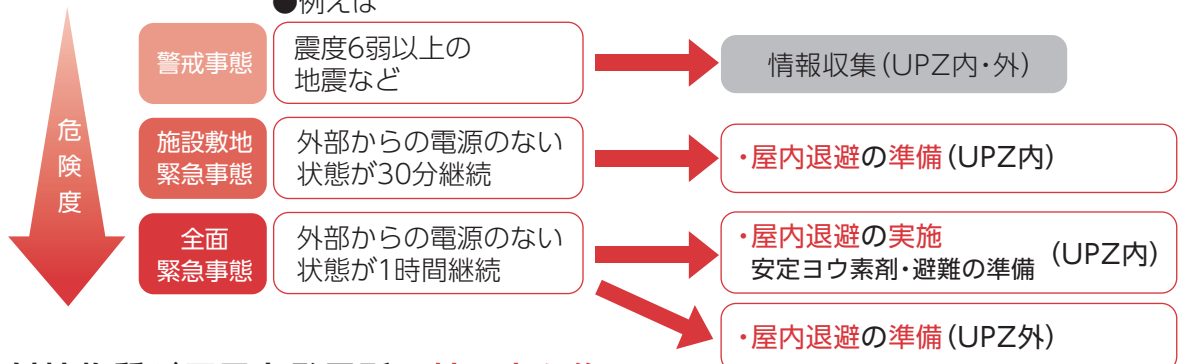 ●例えば
危険度
警戒事態
震度6弱以上の
地震など
情報収集(UPZ内・外)
施設敷地
緊急事態
外部からの電源のない
状態が30分継続
・屋内退避の準備(UPZ内)
全面
緊急事態
外部からの電源のない
状態が1時間継続
・屋内退避の実施
安定ヨウ素剤・避難の準備
(UPZ内)
・屋内退避の準備(UPZ外)